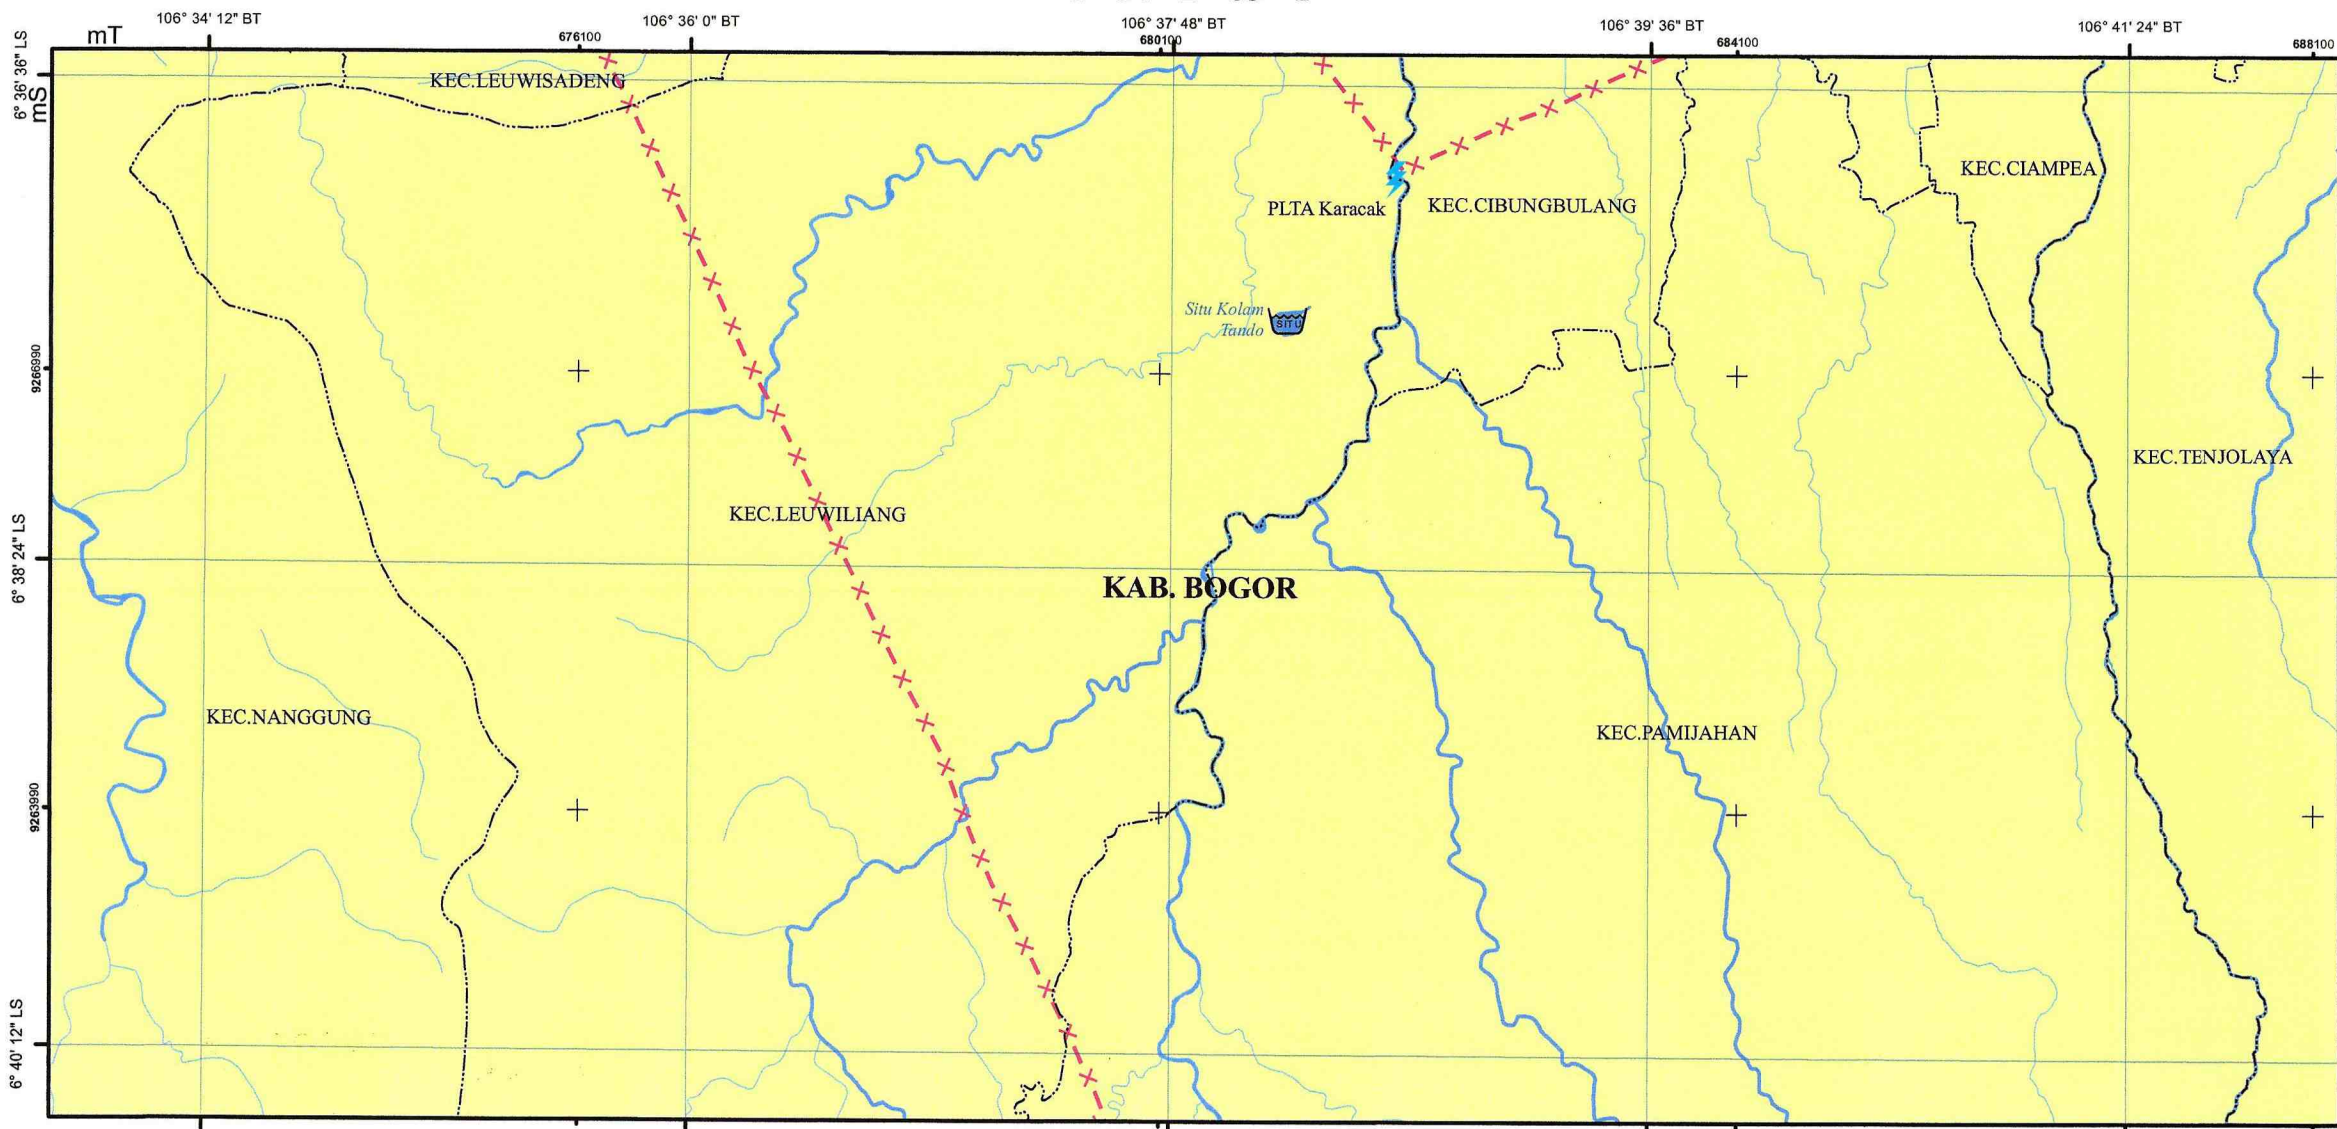 106° 34' 12" BT
106° 36' 0" BT
106° 37' 48" BT
106° 39' 36" BT
106° 41' 24" BT
mT
676100
680100
684100
688100
6° 36' 36" LS
mS
KEC.LEUWISADENG
KEC.CIAMPEA
PLTA Karacak
KEC.CIBUNGBULANG
Situ Kolam
Tando
SITU
9266990
KEC.TENJOLAYA
KEC.LEUWILIANG
6° 38' 24" LS
KAB. BOGOR
KEC.NANGGUNG
KEC.PAMIJAHAN
9263990
6° 40' 12" LS